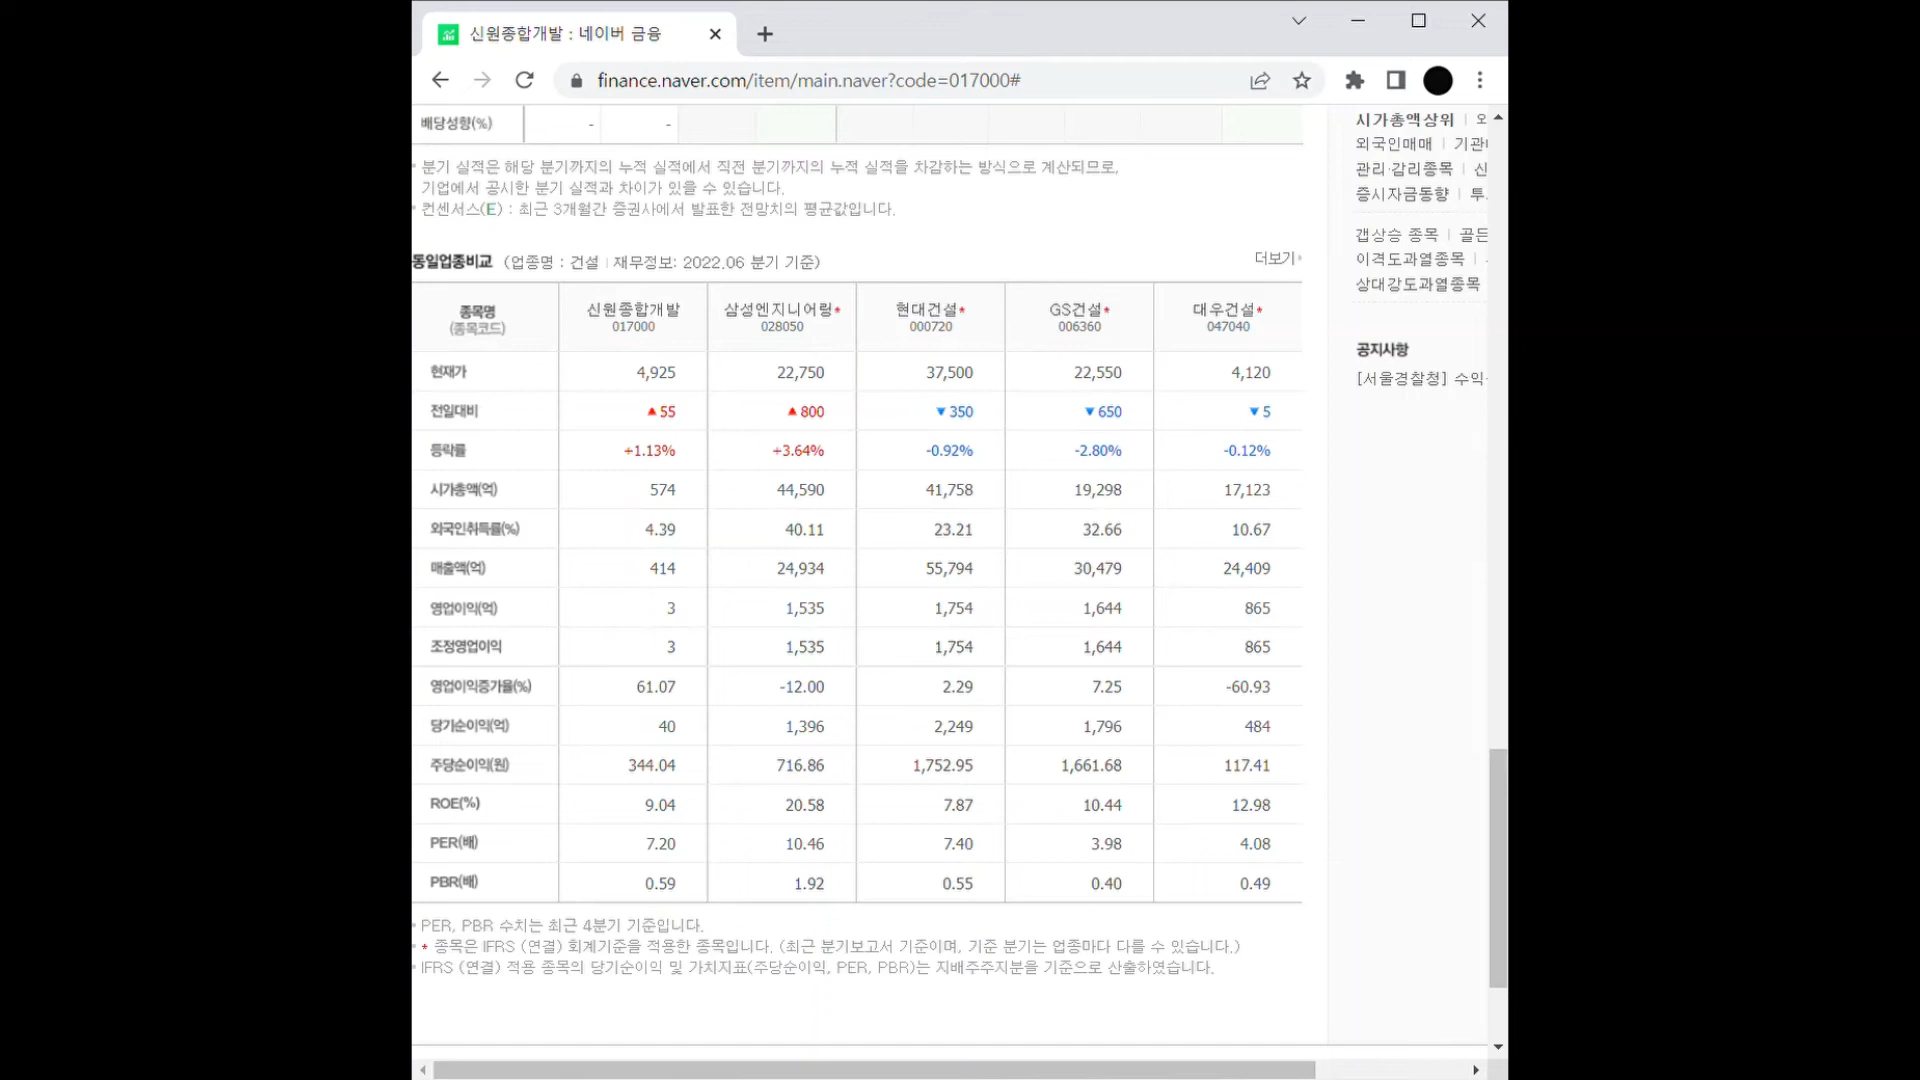 신원종합개발 : 네이버 금융
finance.naver.com/item/main.naver?code=017000#
배당성향(%) - -
분기 실적은 해당 분기까지의 누적 실적에서 직전 분기까지의 누적 실적을 차감하는 방식으로 계산되므로,
기업에서 공시한 분기 실적과 차이가 있을 수 있습니다.
컨센서스(E) : 최근 3개월간 증권사에서 발표한 전망치의 평균값입니다.
동일업종비교 (업종명 : 건설 | 재무정보: 2022.06 분기 기준) 더보기
종목명 신원종합개발 삼성엔지니어링* 현대건설* GS건설* 대우건설*
(종목코드) 017000 028050 000720 006360 047040
현재가 4,925 22,750 37,500 22,550 4,120
전일대비 ▲55 ▲800 ▼350 ▼650 ▼5
등락률 +1.13% +3.64% -0.92% -2.80% -0.12%
시가총액(억) 574 44,590 41,758 19,298 17,123
외국인취득률(%) 4.39 40.11 23.21 32.66 10.67
매출액(억) 414 24,934 55,794 30,479 24,409
영업이익(억) 3 1,535 1,754 1,644 865
조정영업이익 3 1,535 1,754 1,644 865
영업이익증가율(%) 61.07 -12.00 2.29 7.25 -60.93
당기순이익(억) 40 1,396 2,249 1,796 484
주당순이익(원) 344.04 716.86 1,752.95 1,661.68 117.41
ROE(%) 9.04 20.58 7.87 10.44 12.98
PER(배) 7.20 10.46 7.40 3.98 4.08
PBR(배) 0.59 1.92 0.55 0.40 0.49
PER, PBR 수치는 최근 4분기 기준입니다.
* 종목은 IFRS (연결) 회계기준을 적용한 종목입니다. (최근 분기보고서 기준이며, 기준 분기는 업종마다 다를 수 있습니다.)
IFRS (연결) 적용 종목의 당기순이익 및 가치지표(주당순이익, PER, PBR)는 지배주주지분을 기준으로 산출하였습니다.
시가총액상위 |
외국인매매 | 기관
관리·감리종목 | 신
증시자금동향 | 투
갭상승 종목 | 골든
이격도과열종목 |
상대강도과열종목
공지사항
[서울경찰청] 수익